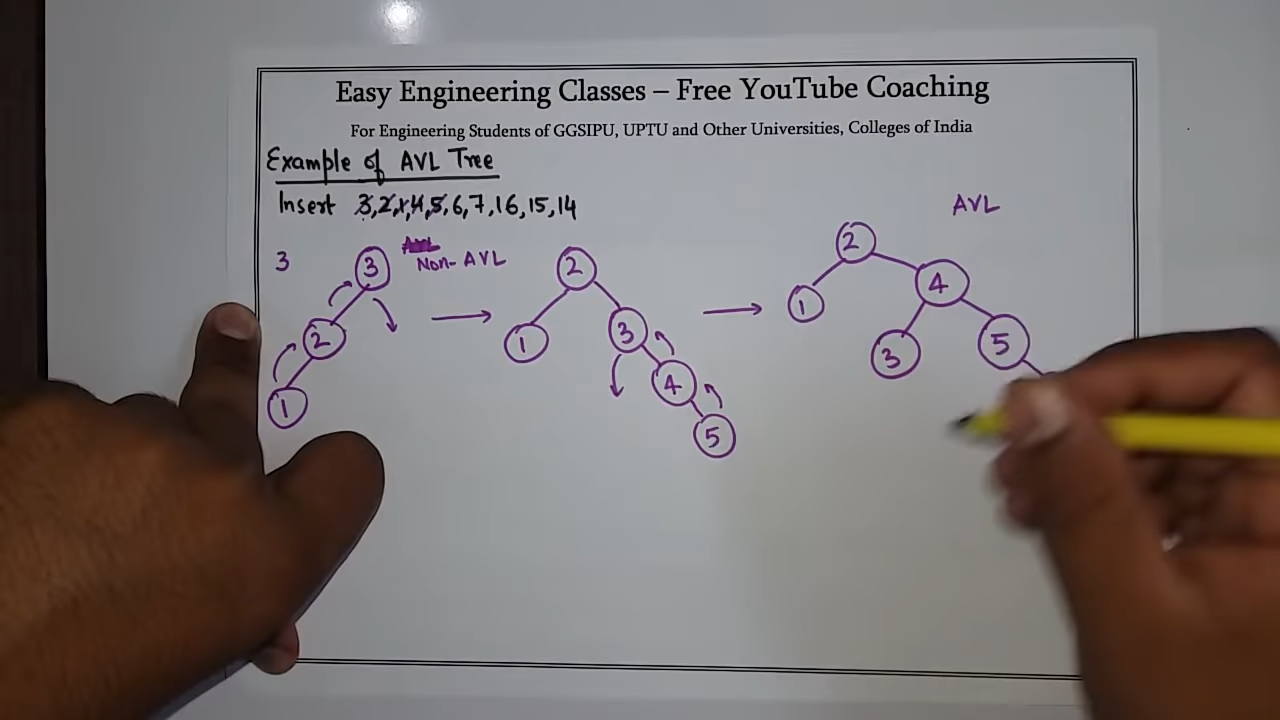 Easy Engineering Classes – Free YouTube Coaching
For Engineering Students of GGSIPU, UPTU and Other Universities, Colleges of India
Example of AVL Tree
Insert 3,2,1,4,5,6,7,16,15,14
AVL
3
3
Non-AVL
2
1
2
1
3
4
5
2
1
4
3
5